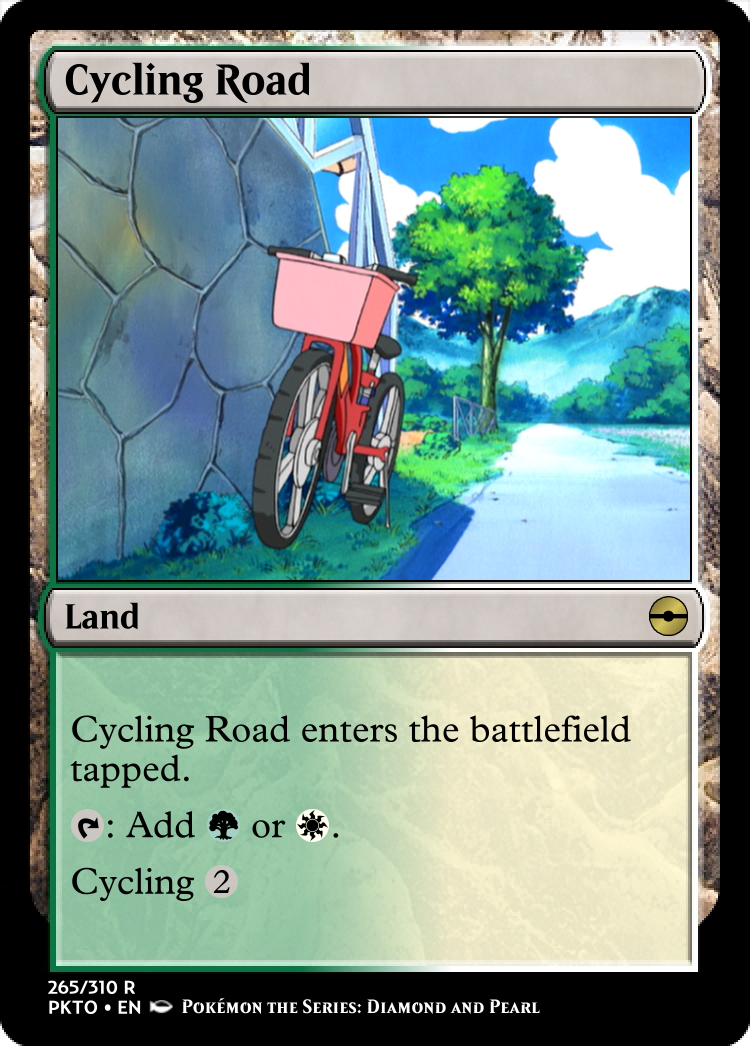 Cycling Road
Land
Cycling Road enters the battlefield
tapped.
: Add or .
Cycling 2
265/310 R
PKTO • EN Pokémon the Series: Diamond and Pearl